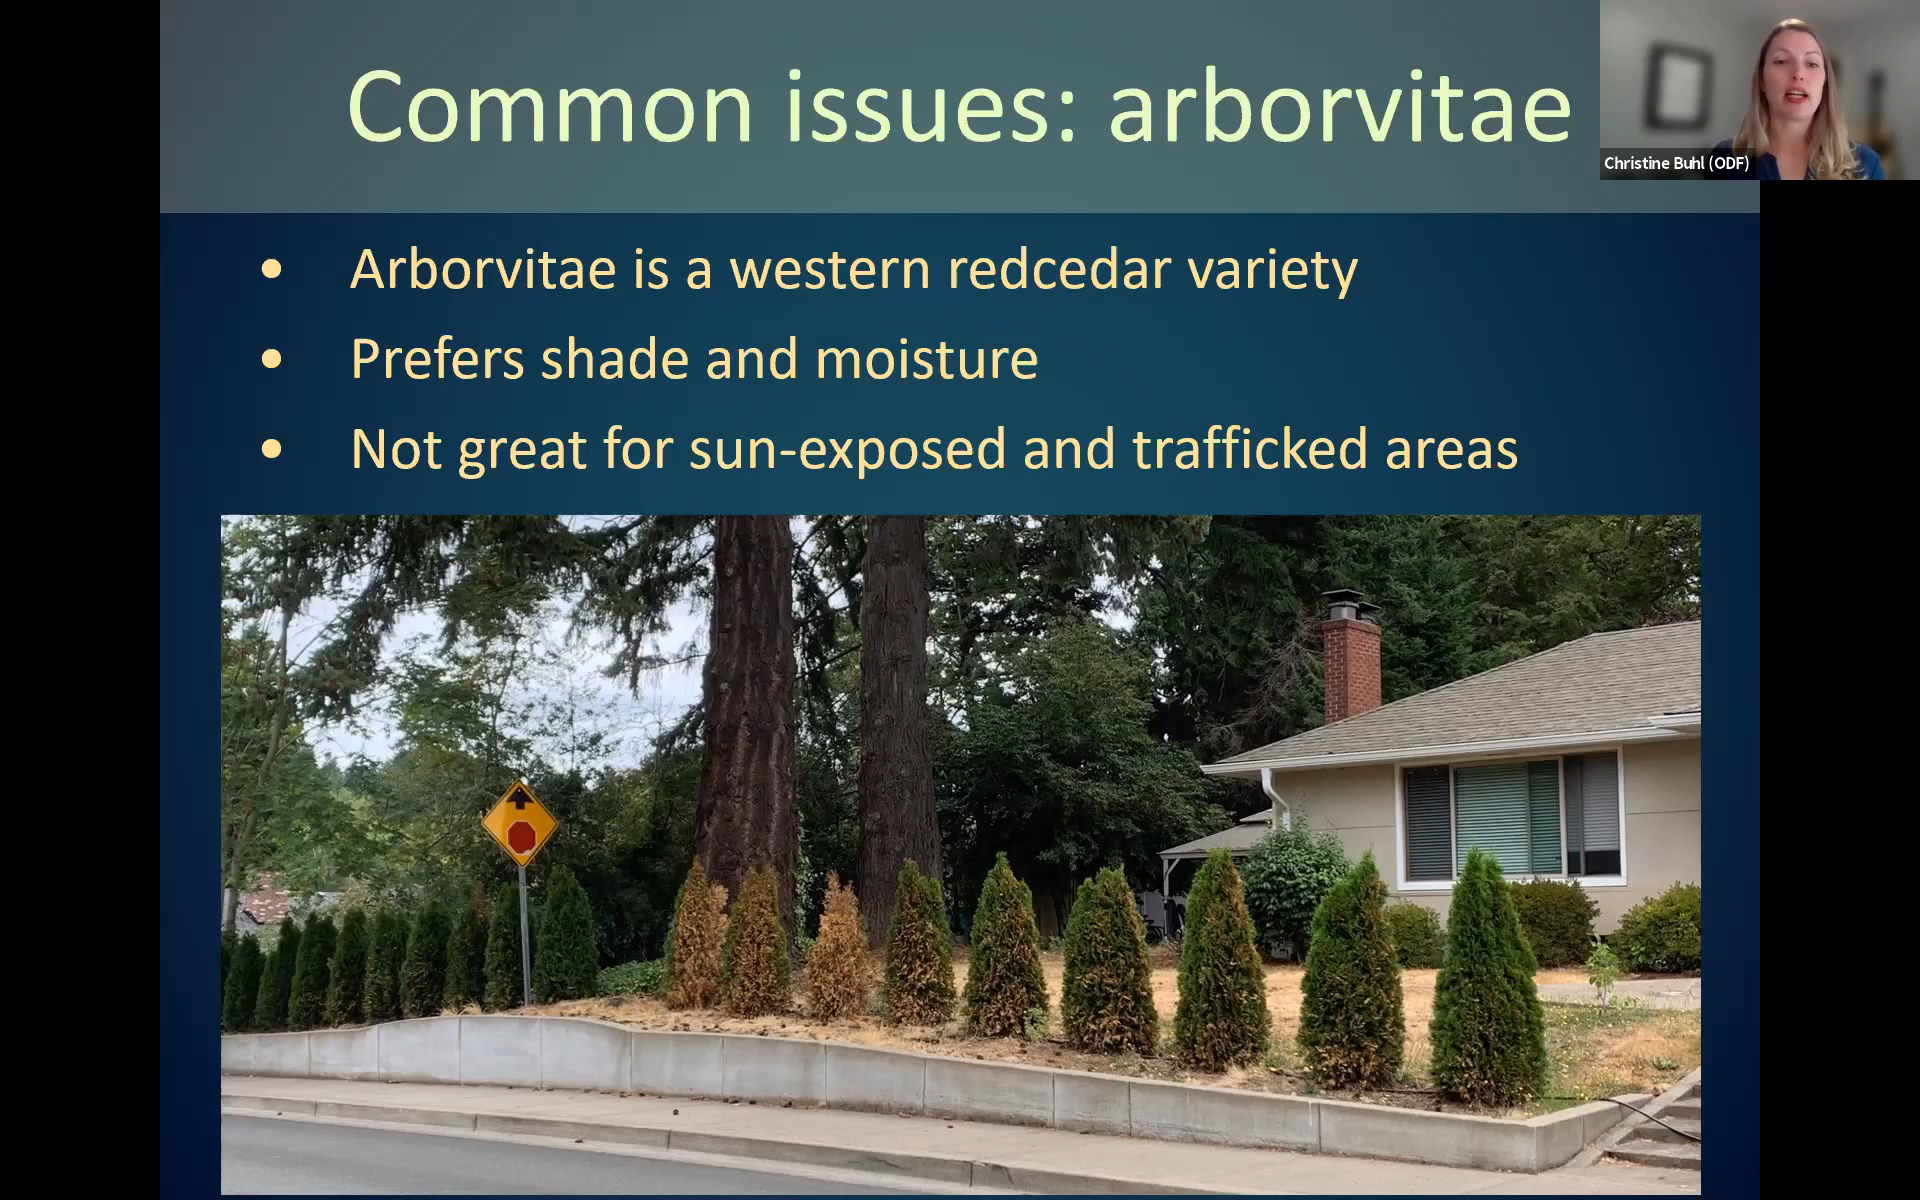 Common issues: arborvitae
Christine Buhl (ODF)
• Arborvitae is a western redcedar variety
• Prefers shade and moisture
• Not great for sun-exposed and trafficked areas